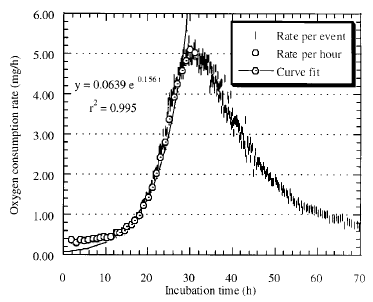 6.00
5.00
4.00
3.00
2.00
1.00
0.00
Oxygen consumption rate (mg/h)
Rate per event
Rate per hour
Curve fit
y = 0.0639 e 0.156 t
r² = 0.995
0 10 20 30 40 50 60 70
Incubation time (h)